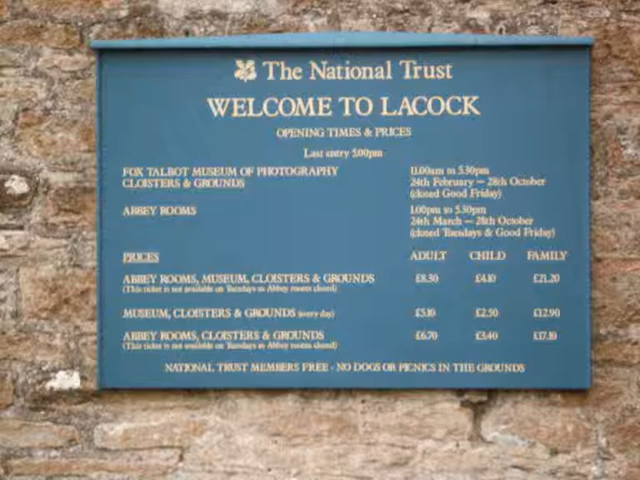 The National Trust
WELCOME TO LACOCK
OPENING TIMES & PRICES
Last entry 5.00pm
FOX TALBOT MUSEUM OF PHOTOGRAPHY 11.00am to 5.30pm
CLOISTERS & GROUNDS 24th February — 28th October
(closed Good Friday)
ABBEY ROOMS 1.00pm to 5.30pm
24th March — 28th October
(closed Tuesdays & Good Friday)
PRICES ADULT CHILD FAMILY
ABBEY ROOMS, MUSEUM, CLOISTERS & GROUNDS £8.30 £4.10 £21.20
(This ticket is not available on Tuesdays as Abbey rooms closed)
MUSEUM, CLOISTERS & GROUNDS (every day) £5.10 £2.50 £12.90
ABBEY ROOMS, CLOISTERS & GROUNDS £6.70 £3.40 £17.10
(This ticket is not available on Tuesdays as Abbey rooms closed)
NATIONAL TRUST MEMBERS FREE - NO DOGS OR PICNICS IN THE GROUNDS